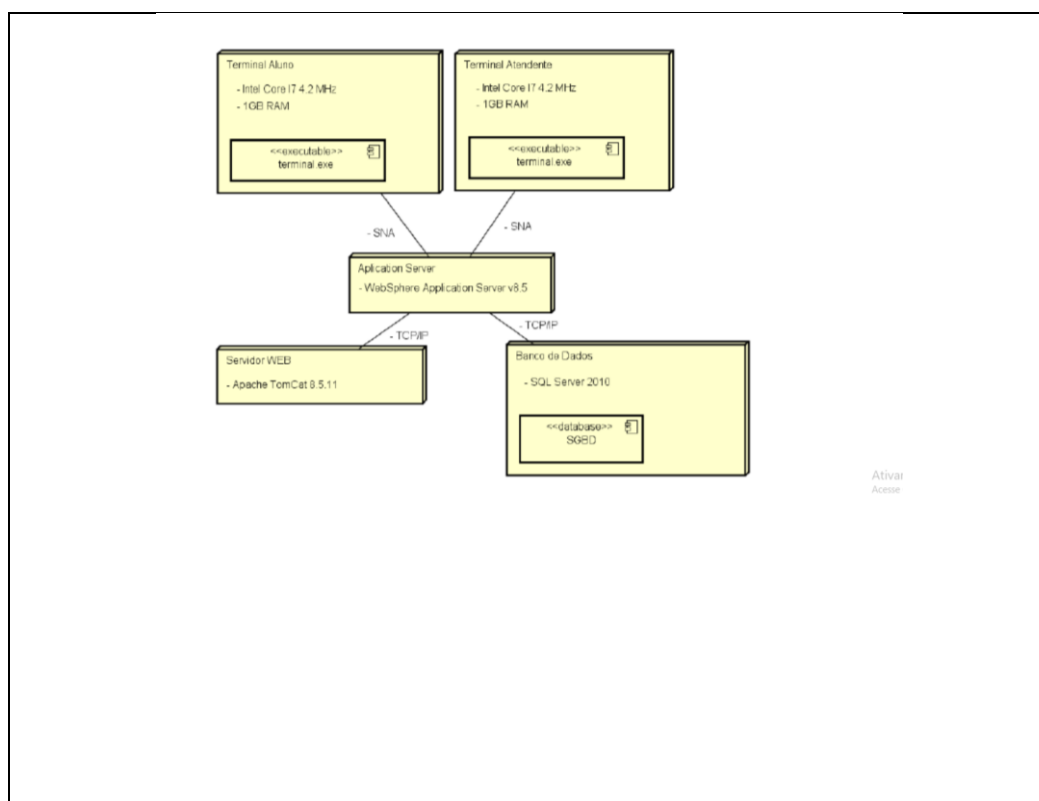 Terminal Aluno
- Intel Core I7 4.2 MHz
- 1GB RAM
<<executable>>
terminal.exe
Terminal Atendente
- Intel Core I7 4.2 MHz
- 1GB RAM
<<executable>>
terminal.exe
- SNA
- SNA
Aplication Server
- WebSphere Application Server v8.5
- TCP/IP
- TCP/IP
Servidor WEB
- Apache TomCat 8.5.11
Banco de Dados
- SQL Server 2010
<<database>>
SGBD
Ativar
Acesse